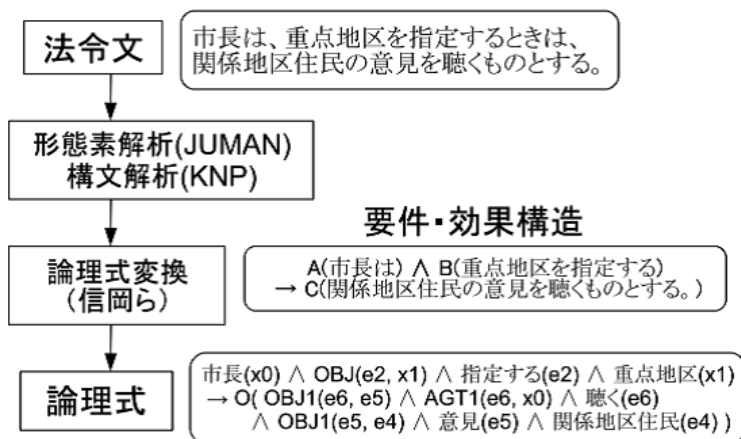 法令文
市長は、重点地区を指定するときは、
関係地区住民の意見を聴くものとする。
形態素解析(JUMAN)
構文解析(KNP)
要件・効果構造
論理式変換
(信岡ら)
A(市長は) ∧ B(重点地区を指定する)
→ C(関係地区住民の意見を聴くものとする。)
論理式
市長(x0) ∧ OBJ(e2, x1) ∧ 指定する(e2) ∧ 重点地区(x1)
→ O( OBJ1(e6, e5) ∧ AGT1(e6, x0) ∧ 聴く(e6)
∧ OBJ1(e5, e4) ∧ 意見(e5) ∧ 関係地区住民(e4) )